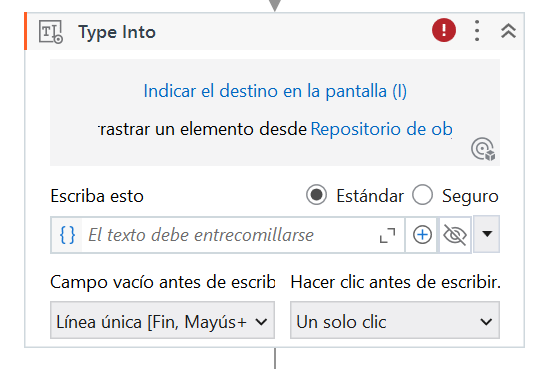 Type Into
Indicar el destino en la pantalla (I)
rrastrar un elemento desde Repositorio de ob
Escriba esto Estándar Seguro
{} El texto debe entrecomillarse
Campo vacío antes de escrib Hacer clic antes de escribir.
Línea única [Fin, Mayús+ Un solo clic